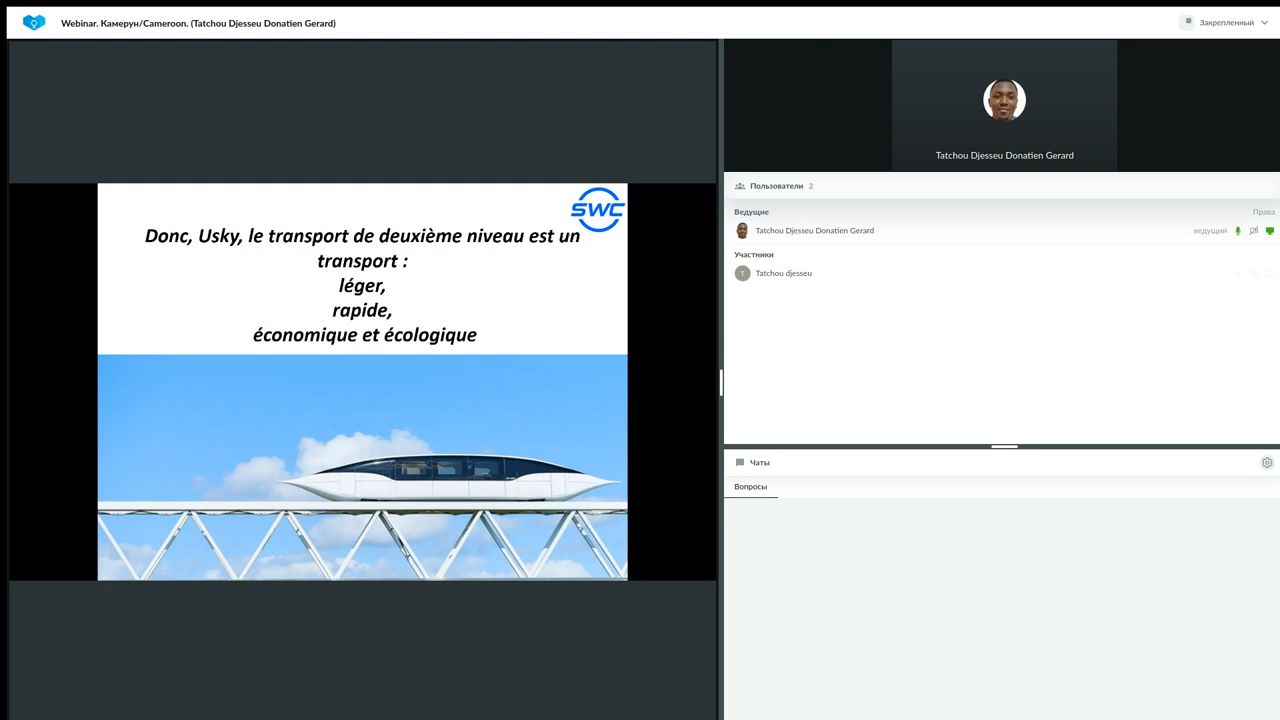 Webinar. Камерун/Cameroon. (Tatchou Djesseu Donatien Gerard)
Закрепленный
SWC
Donc, Usky, le transport de deuxième niveau est un
transport :
léger,
rapide,
économique et écologique
Tatchou Djesseu Donatien Gerard
Пользователи 2
Ведущие Права
Tatchou Djesseu Donatien Gerard ведущий
Участники
T Tatchou djesseu
Чаты
Вопросы